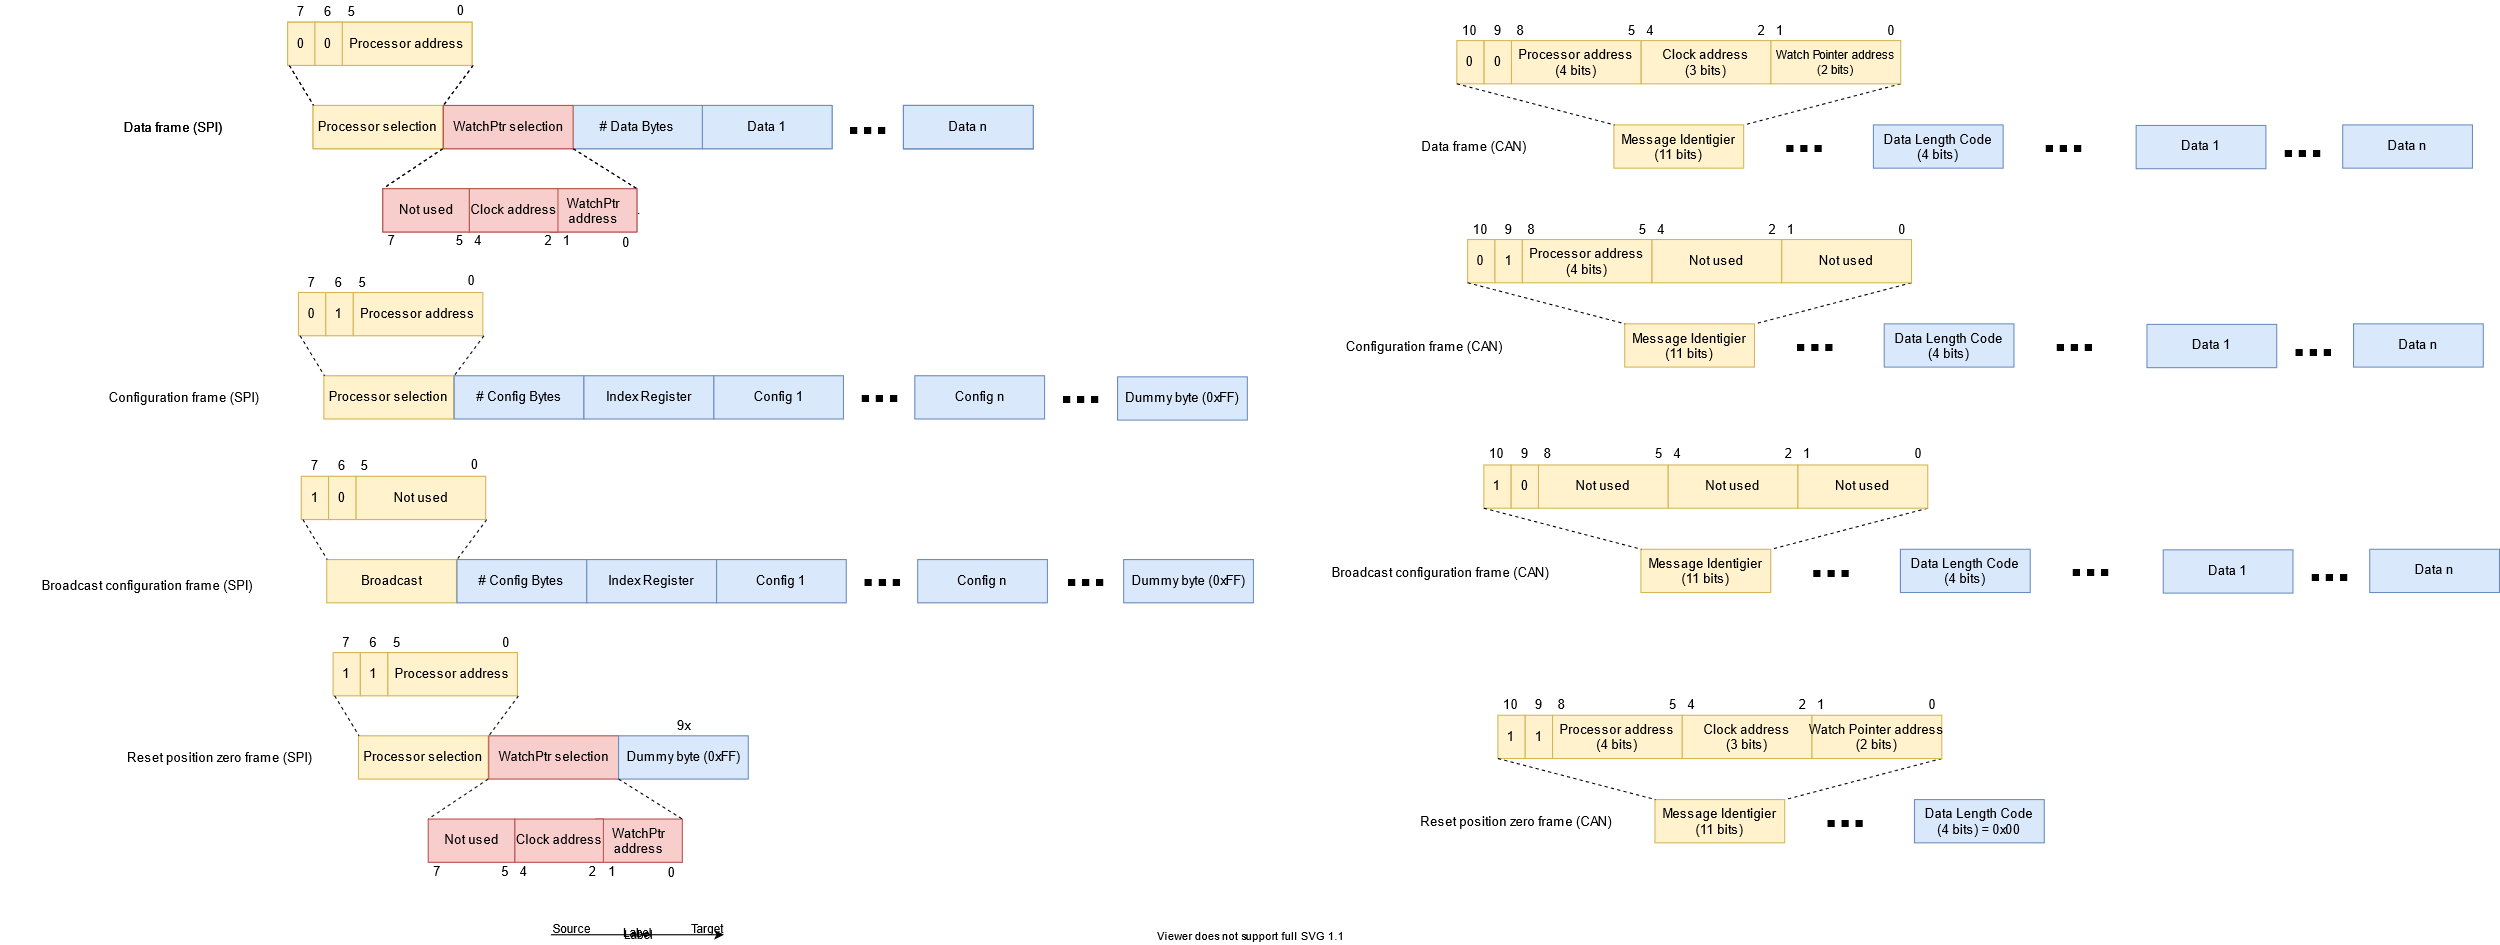 7 6 5 0
0 0 Processor address
Data frame (SPI)
Processor selection WatchPtr selection # Data Bytes Data 1 Data n
Not used Clock address WatchPtr
address
7 5 4 2 1 0
7 6 5 0
0 1 Processor address
Configuration frame (SPI)
Processor selection # Config Bytes Index Register Config 1 Config n Dummy byte (0xFF)
7 6 5 0
1 0 Not used
Broadcast configuration frame (SPI)
Broadcast # Config Bytes Index Register Config 1 Config n Dummy byte (0xFF)
7 6 5 0
1 1 Processor address
9x
Reset position zero frame (SPI)
Processor selection WatchPtr selection Dummy byte (0xFF)
Not used Clock address WatchPtr
address
7 5 4 2 1 0
Source Label Target
Label
10 9 8 5 4 2 1 0
0 0 Processor address
(4 bits)
Clock address
(3 bits)
Watch Pointer address
(2 bits)
Data frame (CAN)
Message Identigier
(11 bits)
Data Length Code
(4 bits)
Data 1 Data n
10 9 8 5 4 2 1 0
0 1 Processor address
(4 bits)
Not used Not used
Configuration frame (CAN)
Message Identigier
(11 bits)
Data Length Code
(4 bits)
Data 1 Data n
10 9 8 5 4 2 1 0
1 0 Not used Not used Not used
Broadcast configuration frame (CAN)
Message Identigier
(11 bits)
Data Length Code
(4 bits)
Data 1 Data n
10 9 8 5 4 2 1 0
1 1 Processor address
(4 bits)
Clock address
(3 bits)
Watch Pointer address
(2 bits)
Reset position zero frame (CAN)
Message Identigier
(11 bits)
Data Length Code
(4 bits) = 0x00
Viewer does not support full SVG 1.1